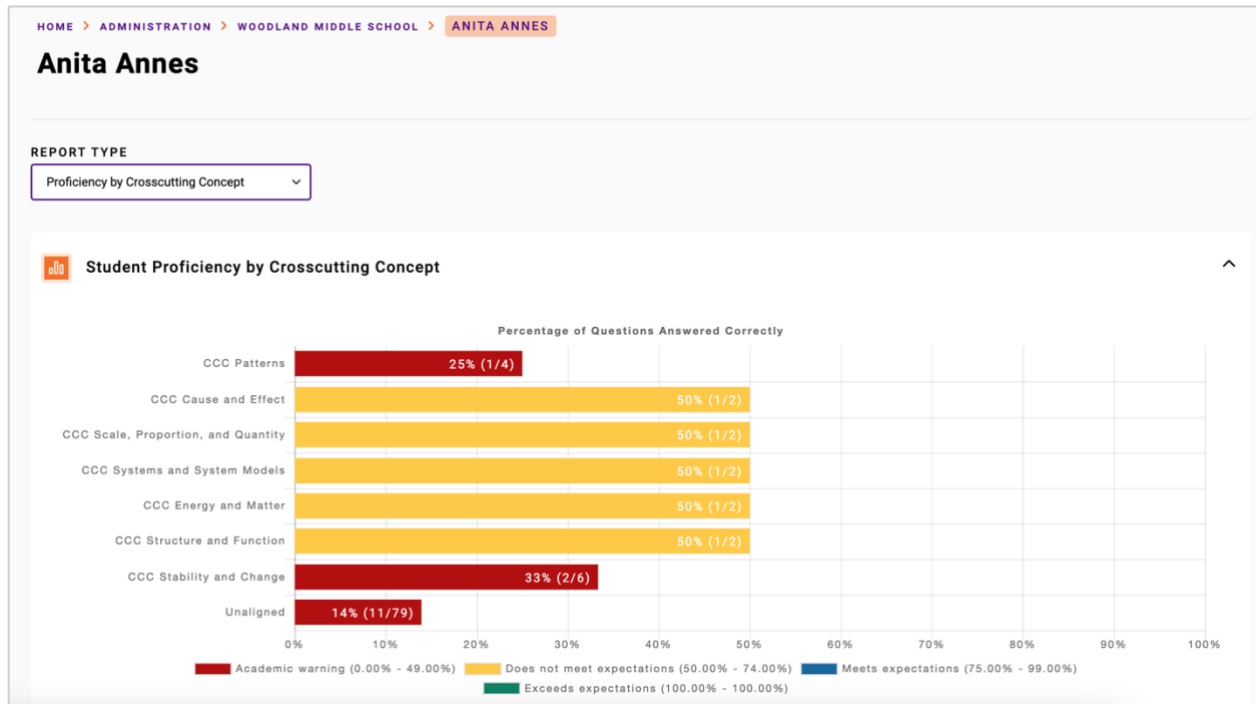 HOME > ADMINISTRATION > WOODLAND MIDDLE SCHOOL > ANITA ANNES
Anita Annes
REPORT TYPE
Proficiency by Crosscutting Concept
Student Proficiency by Crosscutting Concept
Percentage of Questions Answered Correctly
CCC Patterns 25% (1/4)
CCC Cause and Effect 50% (1/2)
CCC Scale, Proportion, and Quantity 50% (1/2)
CCC Systems and System Models 50% (1/2)
CCC Energy and Matter 50% (1/2)
CCC Structure and Function 50% (1/2)
CCC Stability and Change 33% (2/6)
Unaligned 14% (11/79)
0% 10% 20% 30% 40% 50% 60% 70% 80% 90% 100%
Academic warning (0.00% - 49.00%) Does not meet expectations (50.00% - 74.00%) Meets expectations (75.00% - 99.00%)
Exceeds expectations (100.00% - 100.00%)